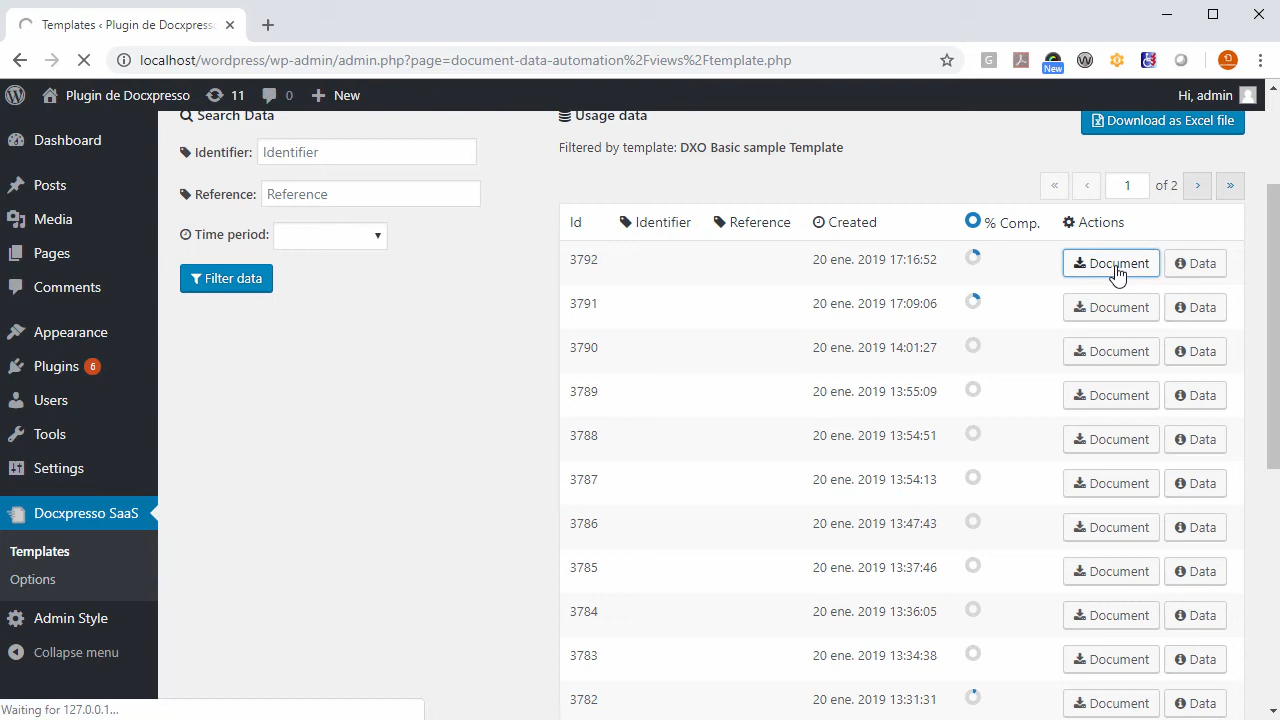 Templates ‹ Plugin de Docxpress
localhost/wordpress/wp-admin/admin.php?page=document-data-automation%2Fviews%2Ftemplate.php
New
Plugin de Docxpresso 11 0 New Hi, admin
Dashboard
Posts
Media
Pages
Comments
Appearance
Plugins 6
Users
Tools
Settings
Docxpresso SaaS
Templates
Options
Admin Style
Collapse menu
Search Data
Identifier: Identifier
Reference: Reference
Time period:
Filter data
Usage data
Download as Excel file
Filtered by template: DXO Basic sample Template
« ‹ 1 of 2 › »
Id Identifier Reference Created % Comp. Actions
3792 20 ene. 2019 17:16:52 Document Data
3791 20 ene. 2019 17:09:06 Document Data
3790 20 ene. 2019 14:01:27 Document Data
3789 20 ene. 2019 13:55:09 Document Data
3788 20 ene. 2019 13:54:51 Document Data
3787 20 ene. 2019 13:54:13 Document Data
3786 20 ene. 2019 13:47:43 Document Data
3785 20 ene. 2019 13:37:46 Document Data
3784 20 ene. 2019 13:36:05 Document Data
3783 20 ene. 2019 13:34:38 Document Data
3782 20 ene. 2019 13:31:31 Document Data
Waiting for 127.0.0.1...